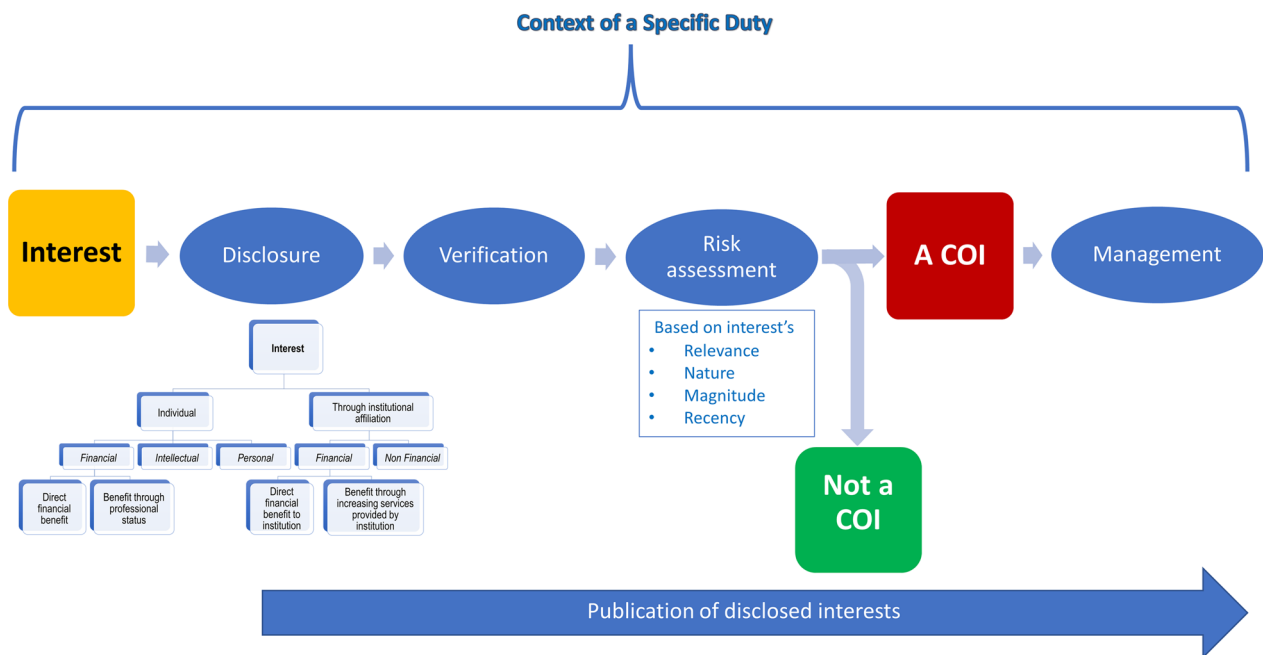 Context of a Specific Duty
Interest
Disclosure
Verification
Risk
assessment
A COI
Management
Based on interest's
• Relevance
• Nature
• Magnitude
• Recency
Interest
Individual
Through institutional
affiliation
Financial
Intellectual
Personal
Financial
Non Financial
Direct
financial
benefit
Benefit through
professional
status
Direct
financial
benefit to
institution
Benefit through
increasing services
provided by
institution
Not a
COI
Publication of disclosed interests